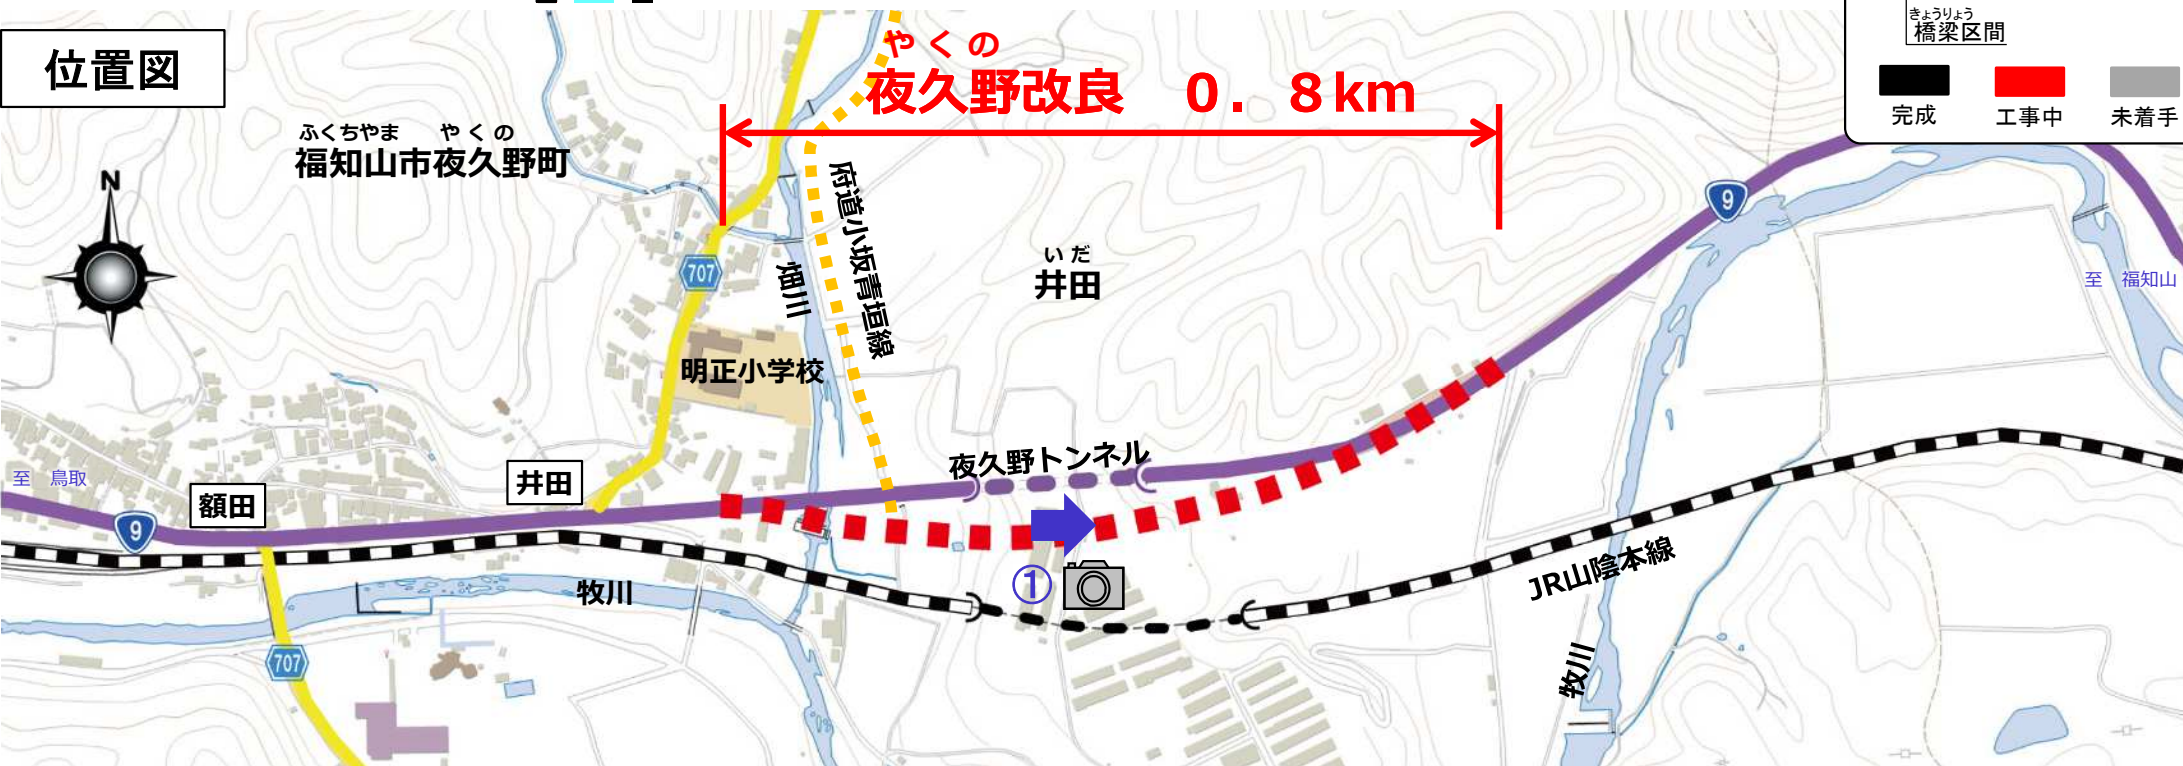 位置図
きょうりょう
橋梁区間
完成
工事中
未着手
やくの
夜久野改良　0.8km
ふくちやま　やくの
福知山市夜久野町
N
府道小坂青垣線
畑川
707
いだ
井田
9
至　福知山
明正小学校
夜久野トンネル
至　鳥取
額田
井田
9
①
牧川
JR山陰本線
牧川
707